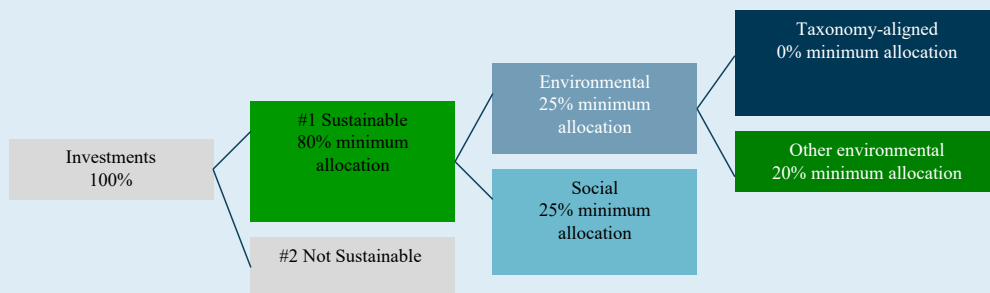 Investments
100%
#1 Sustainable
80% minimum
allocation
#2 Not Sustainable
Environmental
25% minimum
allocation
Social
25% minimum
allocation
Taxonomy-aligned
0% minimum allocation
Other environmental
20% minimum allocation